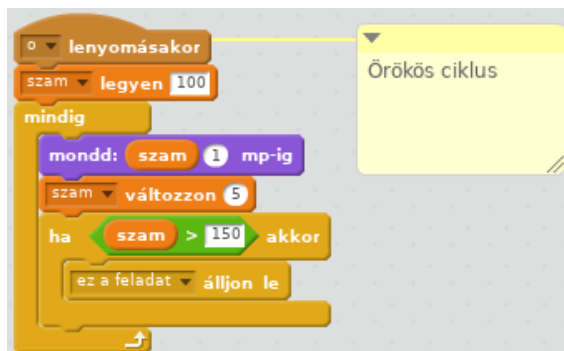 o lenyomásakor
szam legyen 100
mindig
mondd: szam 1 mp-ig
szam változzon 5
ha szam > 150 akkor
ez a feladat álljon le
Örökös ciklus